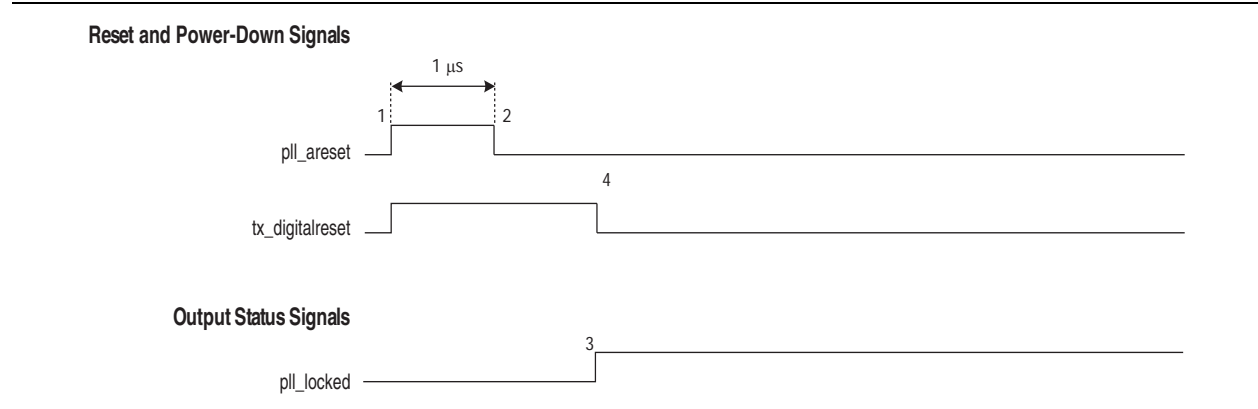 Reset and Power-Down Signals
1 μs
1
2
pll_areset
4
tx_digitalreset
Output Status Signals
3
pll_locked